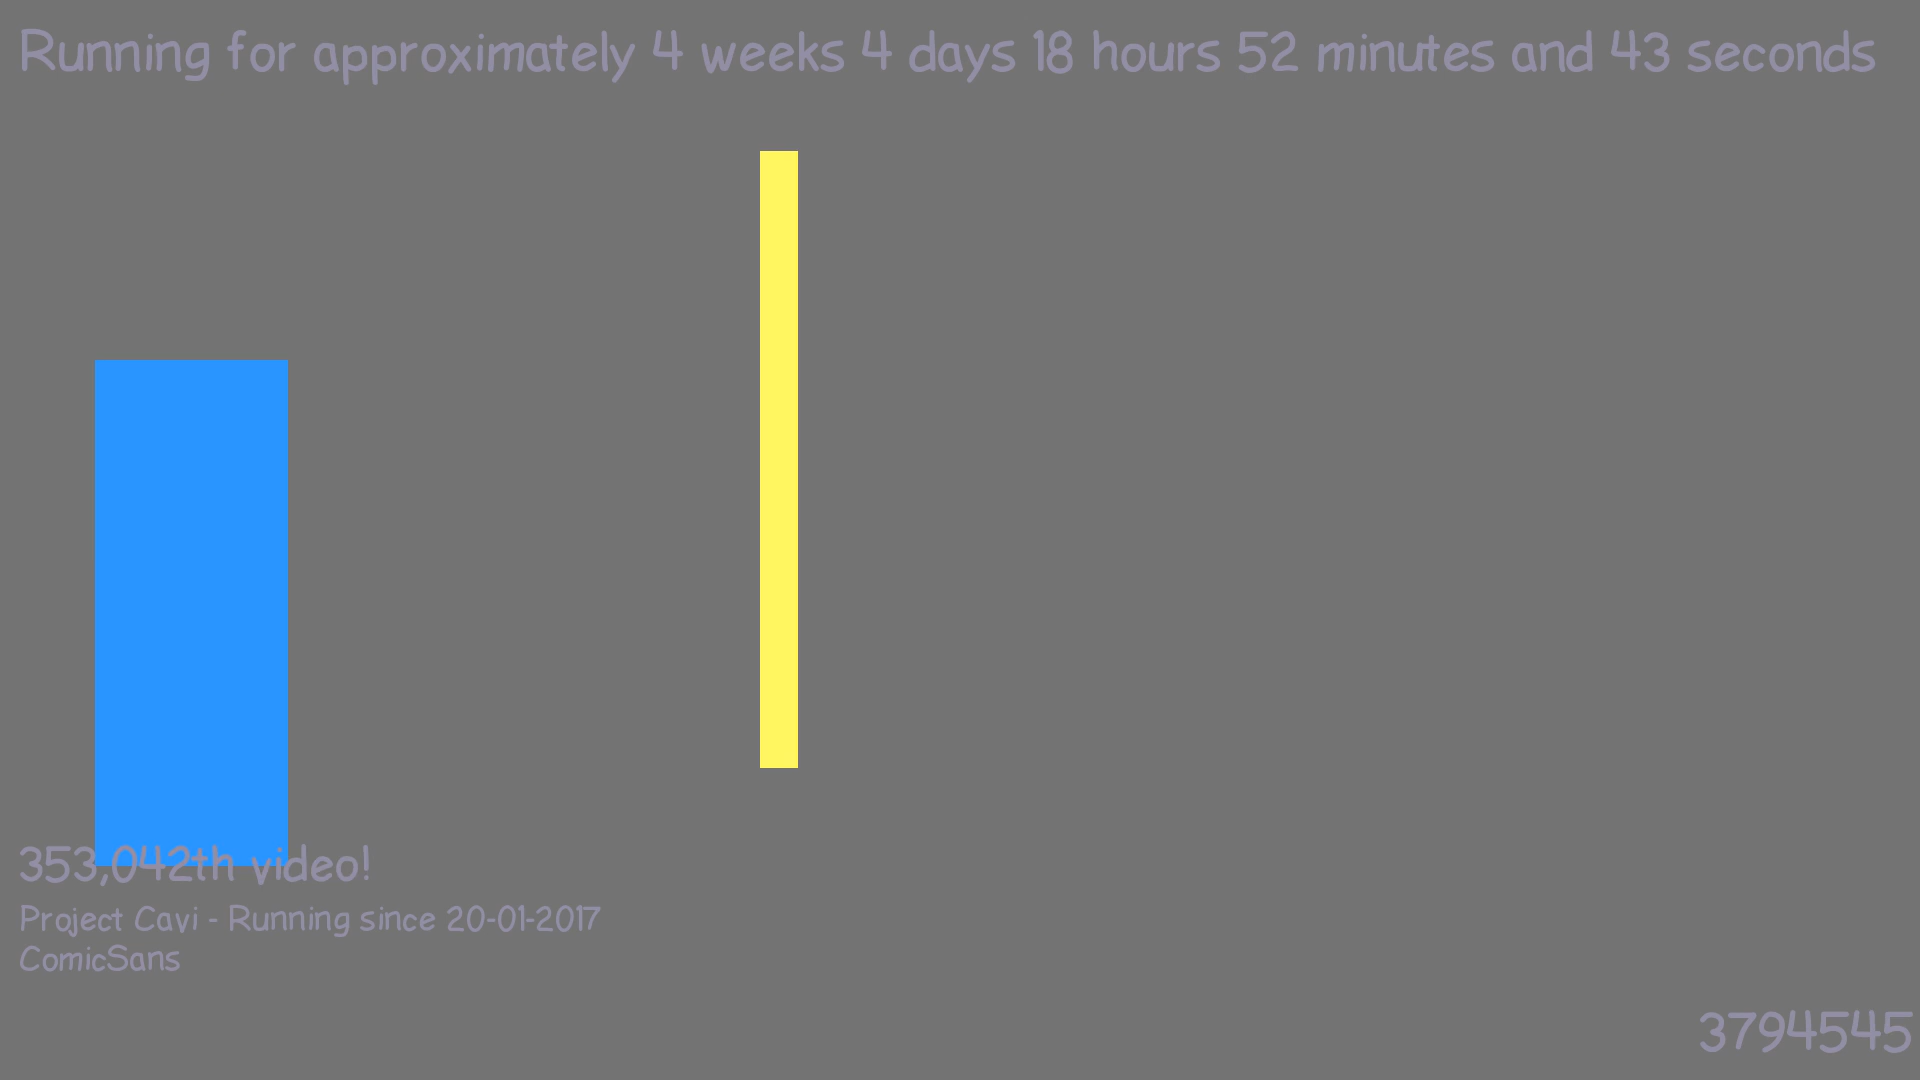 Running for approximately 4 weeks 4 days 18 hours 52 minutes and 43 seconds
353,042th video!
Project Cavi - Running since 20-01-2017
ComicSans
3794545